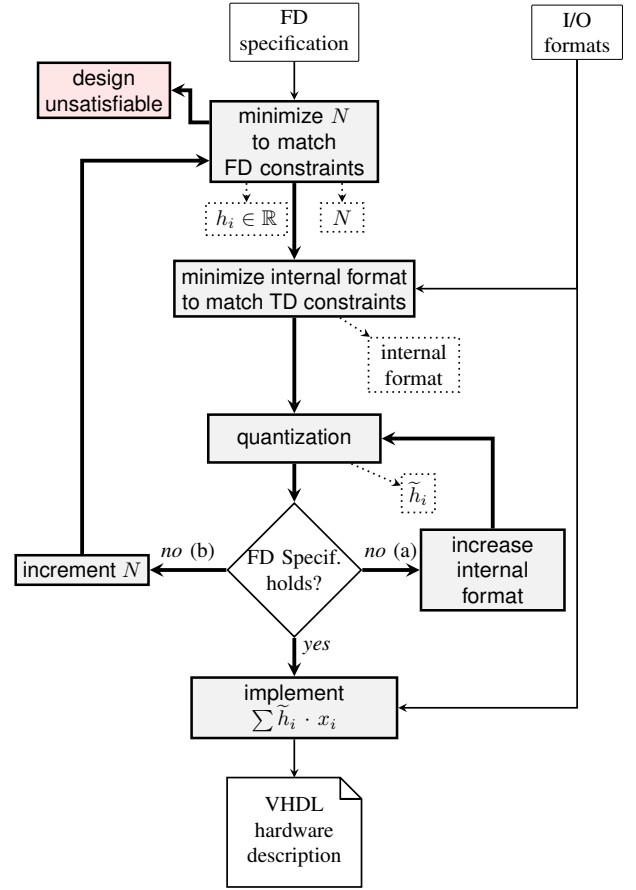 FD
specification
I/O
formats
design
unsatisfiable
minimize N
to match
FD constraints
h_i ∈ ℝ
N
minimize internal format
to match TD constraints
internal
format
quantization
h̃_i
no (b)
FD Specif.
holds?
no (a)
increment N
increase
internal
format
yes
implement
∑ h̃_i · x_i
VHDL
hardware
description